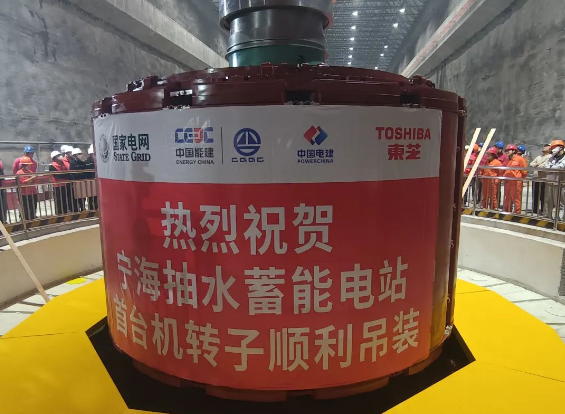 国家电网
STATE GRID
CEEC
中国能建
ENERGY CHINA
CGGC
中国电建
POWERCHINA
TOSHIBA
東芝
热烈祝贺
宁海抽水蓄能电站
首台机转子顺利吊装